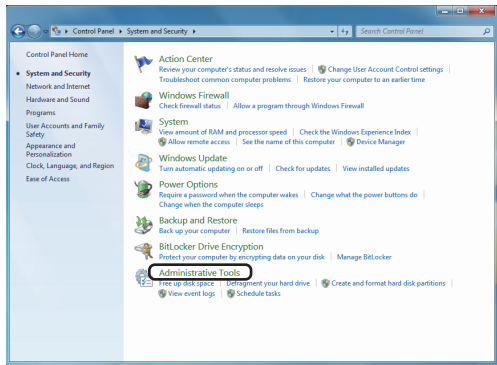 Control Panel ▸ System and Security ▸
Search Control Panel
Control Panel Home
System and Security
Network and Internet
Hardware and Sound
Programs
User Accounts and Family
Safety
Appearance and
Personalization
Clock, Language, and Region
Ease of Access
Action Center
Review your computer's status and resolve issues | Change User Account Control settings
Troubleshoot common computer problems | Restore your computer to an earlier time
Windows Firewall
Check firewall status | Allow a program through Windows Firewall
System
View amount of RAM and processor speed | Check the Windows Experience Index
Allow remote access | See the name of this computer | Device Manager
Windows Update
Turn automatic updating on or off | Check for updates | View installed updates
Power Options
Require a password when the computer wakes | Change what the power buttons do
Change when the computer sleeps
Backup and Restore
Back up your computer | Restore files from backup
BitLocker Drive Encryption
Protect your computer by encrypting data on your disk | Manage BitLocker
Administrative Tools
Free up disk space | Defragment your hard drive | Create and format hard disk partitions
View event logs | Schedule tasks